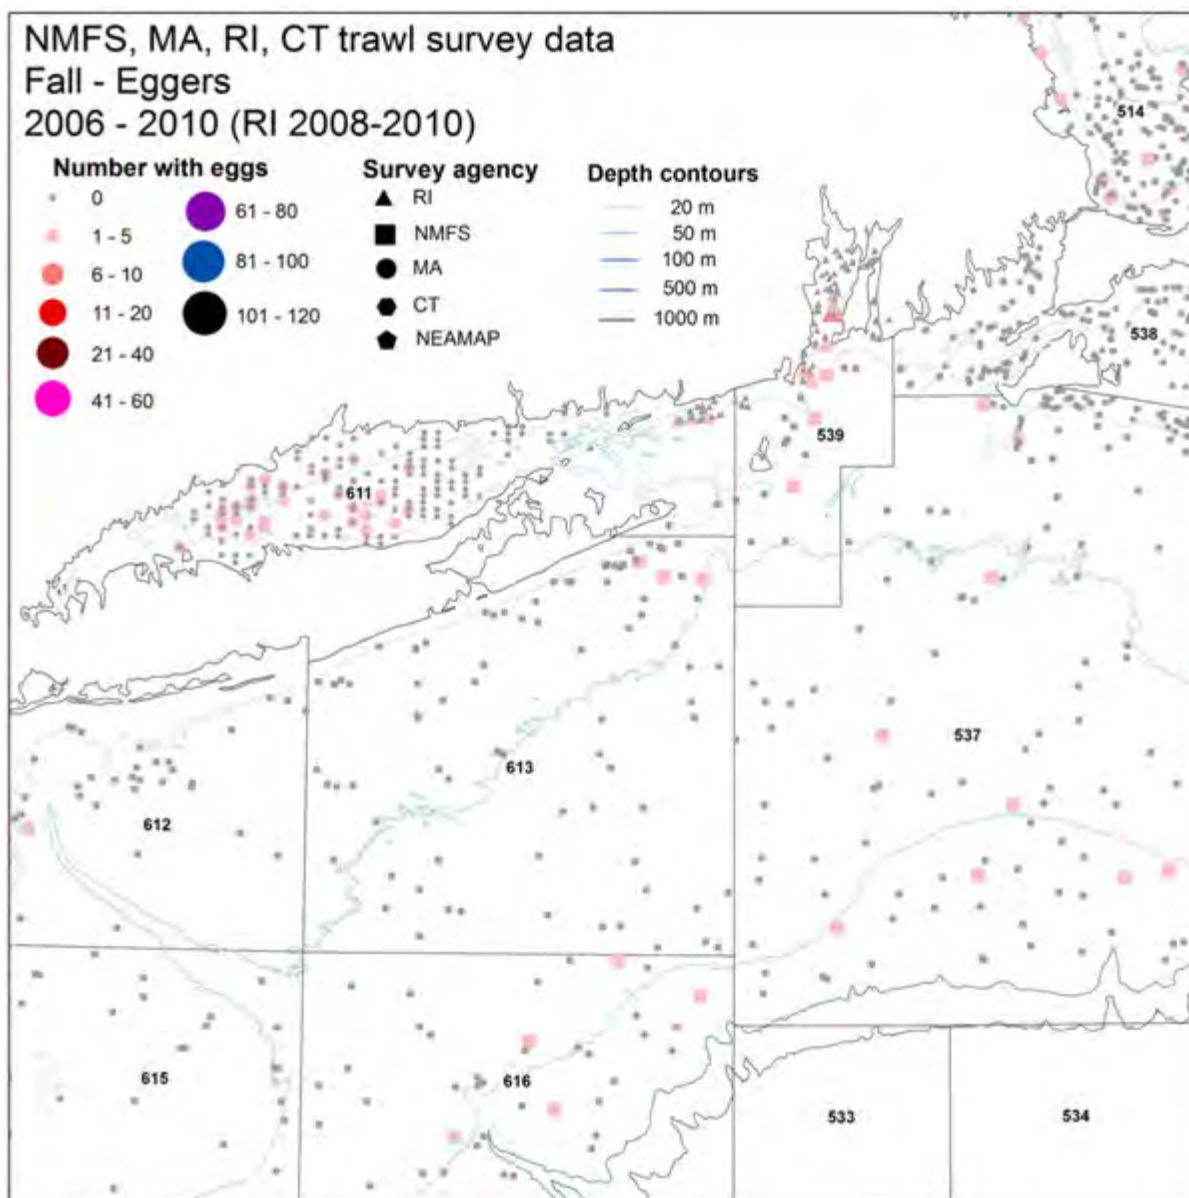 NMFS, MA, RI, CT trawl survey data
Fall - Eggers
2006 - 2010 (RI 2008-2010)
Number with eggs
0
1 - 5
6 - 10
11 - 20
21 - 40
41 - 60
61 - 80
81 - 100
101 - 120
Survey agency
RI
NMFS
MA
CT
NEAMAP
Depth contours
20 m
50 m
100 m
500 m
1000 m
514
538
539
611
537
613
612
615
616
533
534